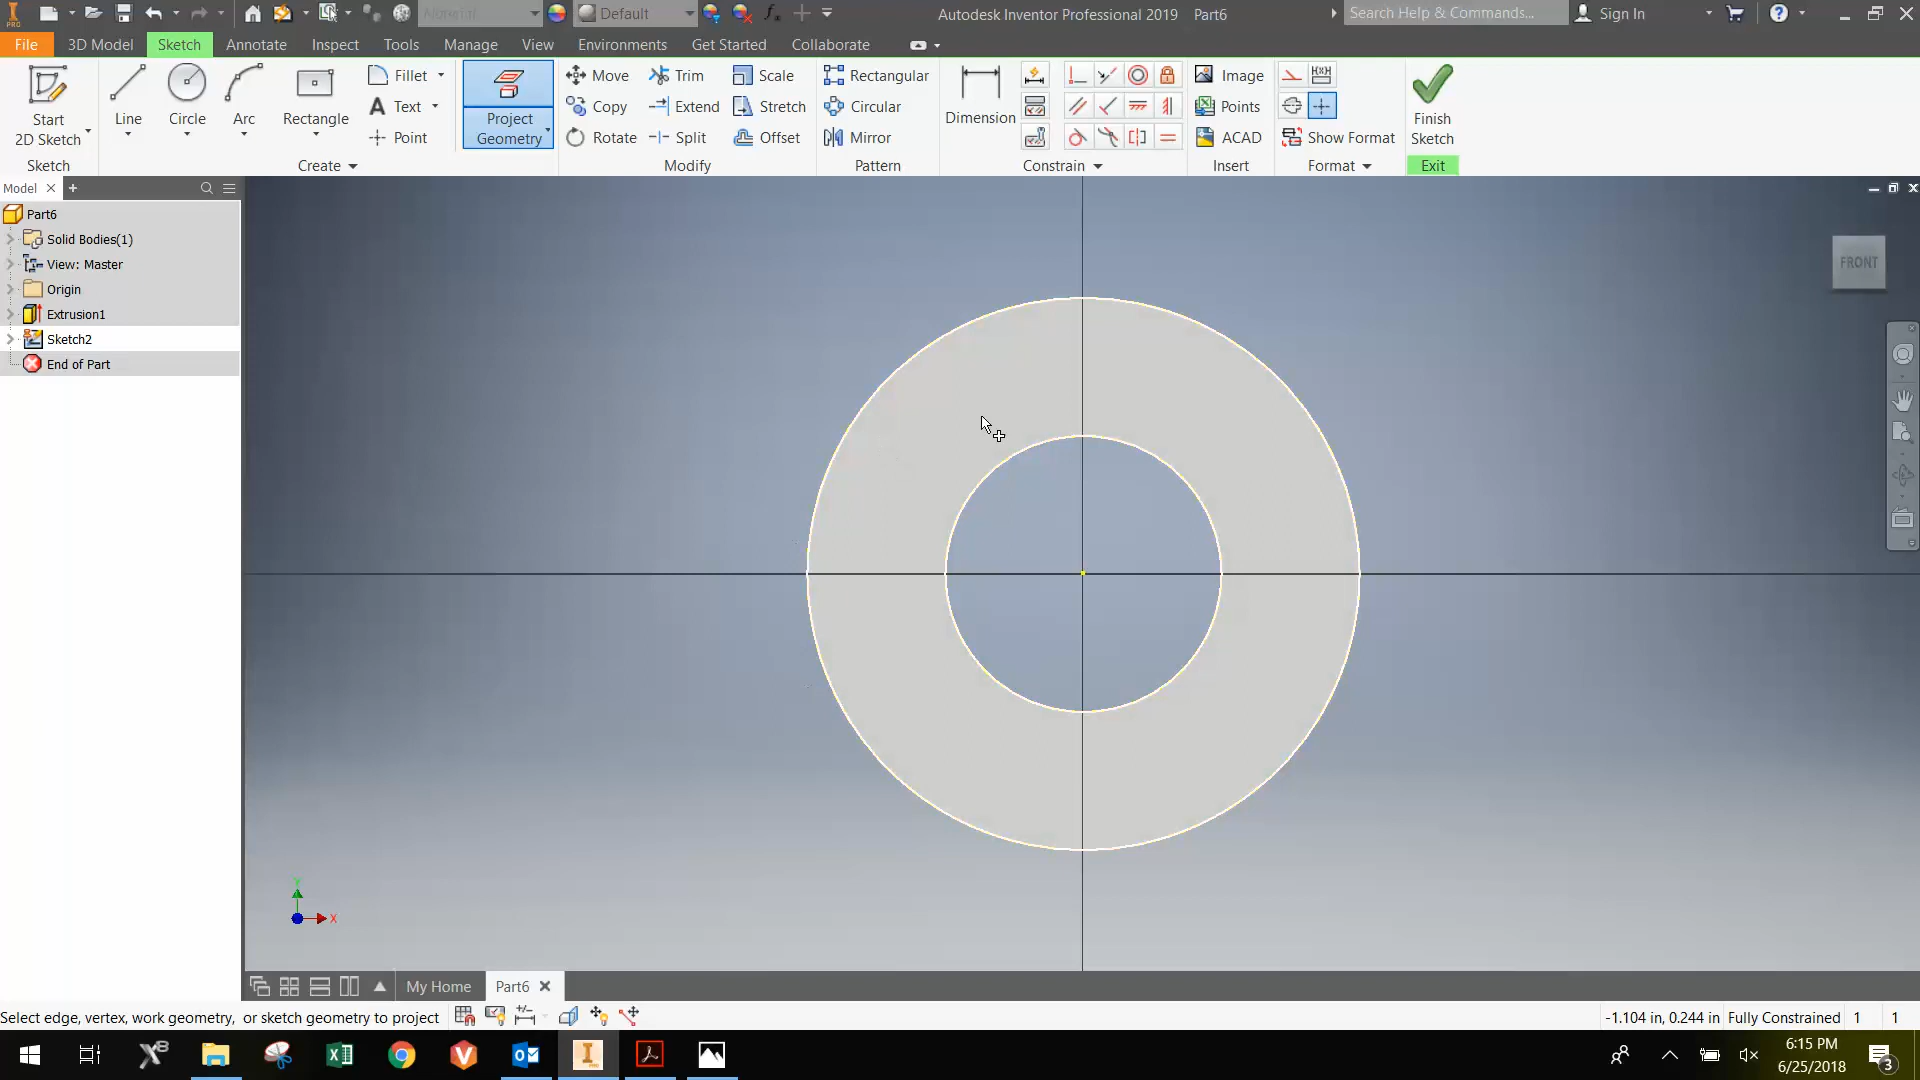 PRO
Material
Default
Autodesk Inventor Professional 2019 Part6
Search Help & Commands...
Sign In
File
3D Model
Sketch
Annotate
Inspect
Tools
Manage
View
Environments
Get Started
Collaborate
Start
2D Sketch
Line
Circle
Arc
Rectangle
Fillet
Text
Point
Project
Geometry
Move
Copy
Rotate
Trim
Extend
Split
Scale
Stretch
Offset
Rectangular
Circular
Mirror
Dimension
Image
Points
ACAD
Show Format
Finish
Sketch
Sketch
Create
Modify
Pattern
Constrain
Insert
Format
Exit
Model
Part6
Solid Bodies(1)
View: Master
Origin
Extrusion1
Sketch2
End of Part
FRONT
Y
X
My Home
Part6
Select edge, vertex, work geometry, or sketch geometry to project
-1.104 in, 0.244 in
Fully Constrained
1
1
6:15 PM
6/25/2018
3